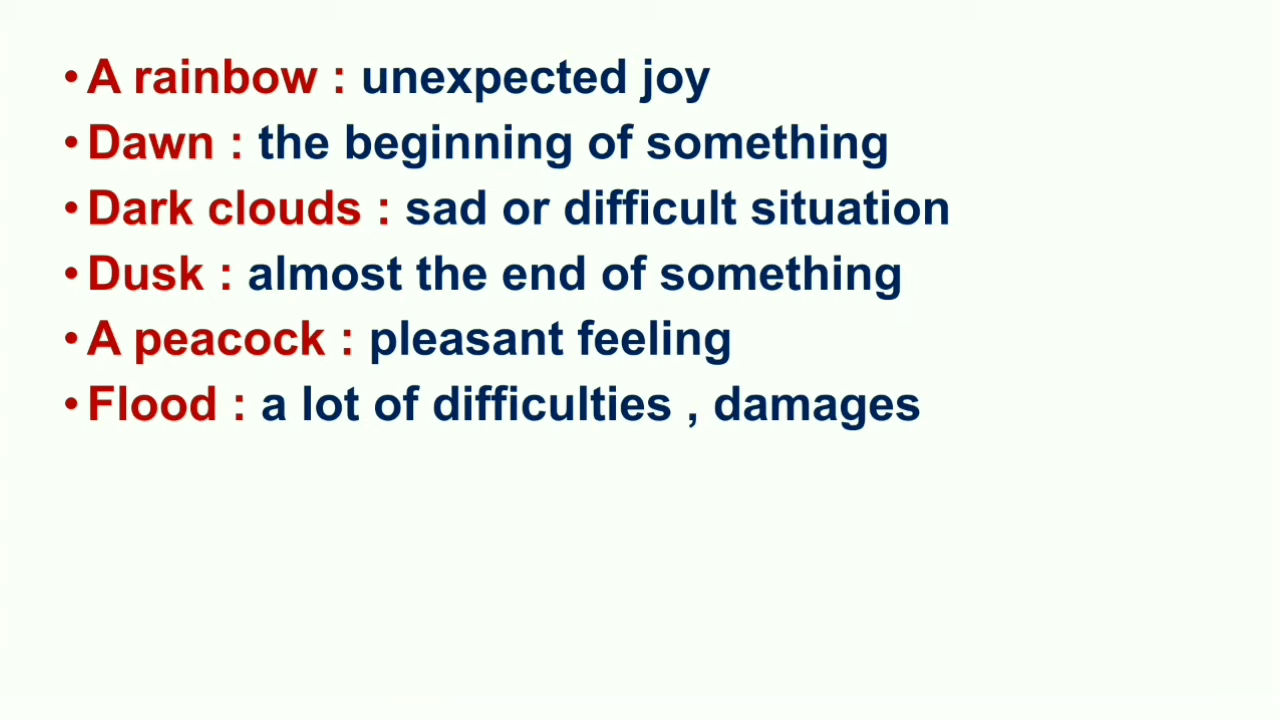 • A rainbow : unexpected joy
• Dawn : the beginning of something
• Dark clouds : sad or difficult situation
• Dusk : almost the end of something
• A peacock : pleasant feeling
• Flood : a lot of difficulties , damages